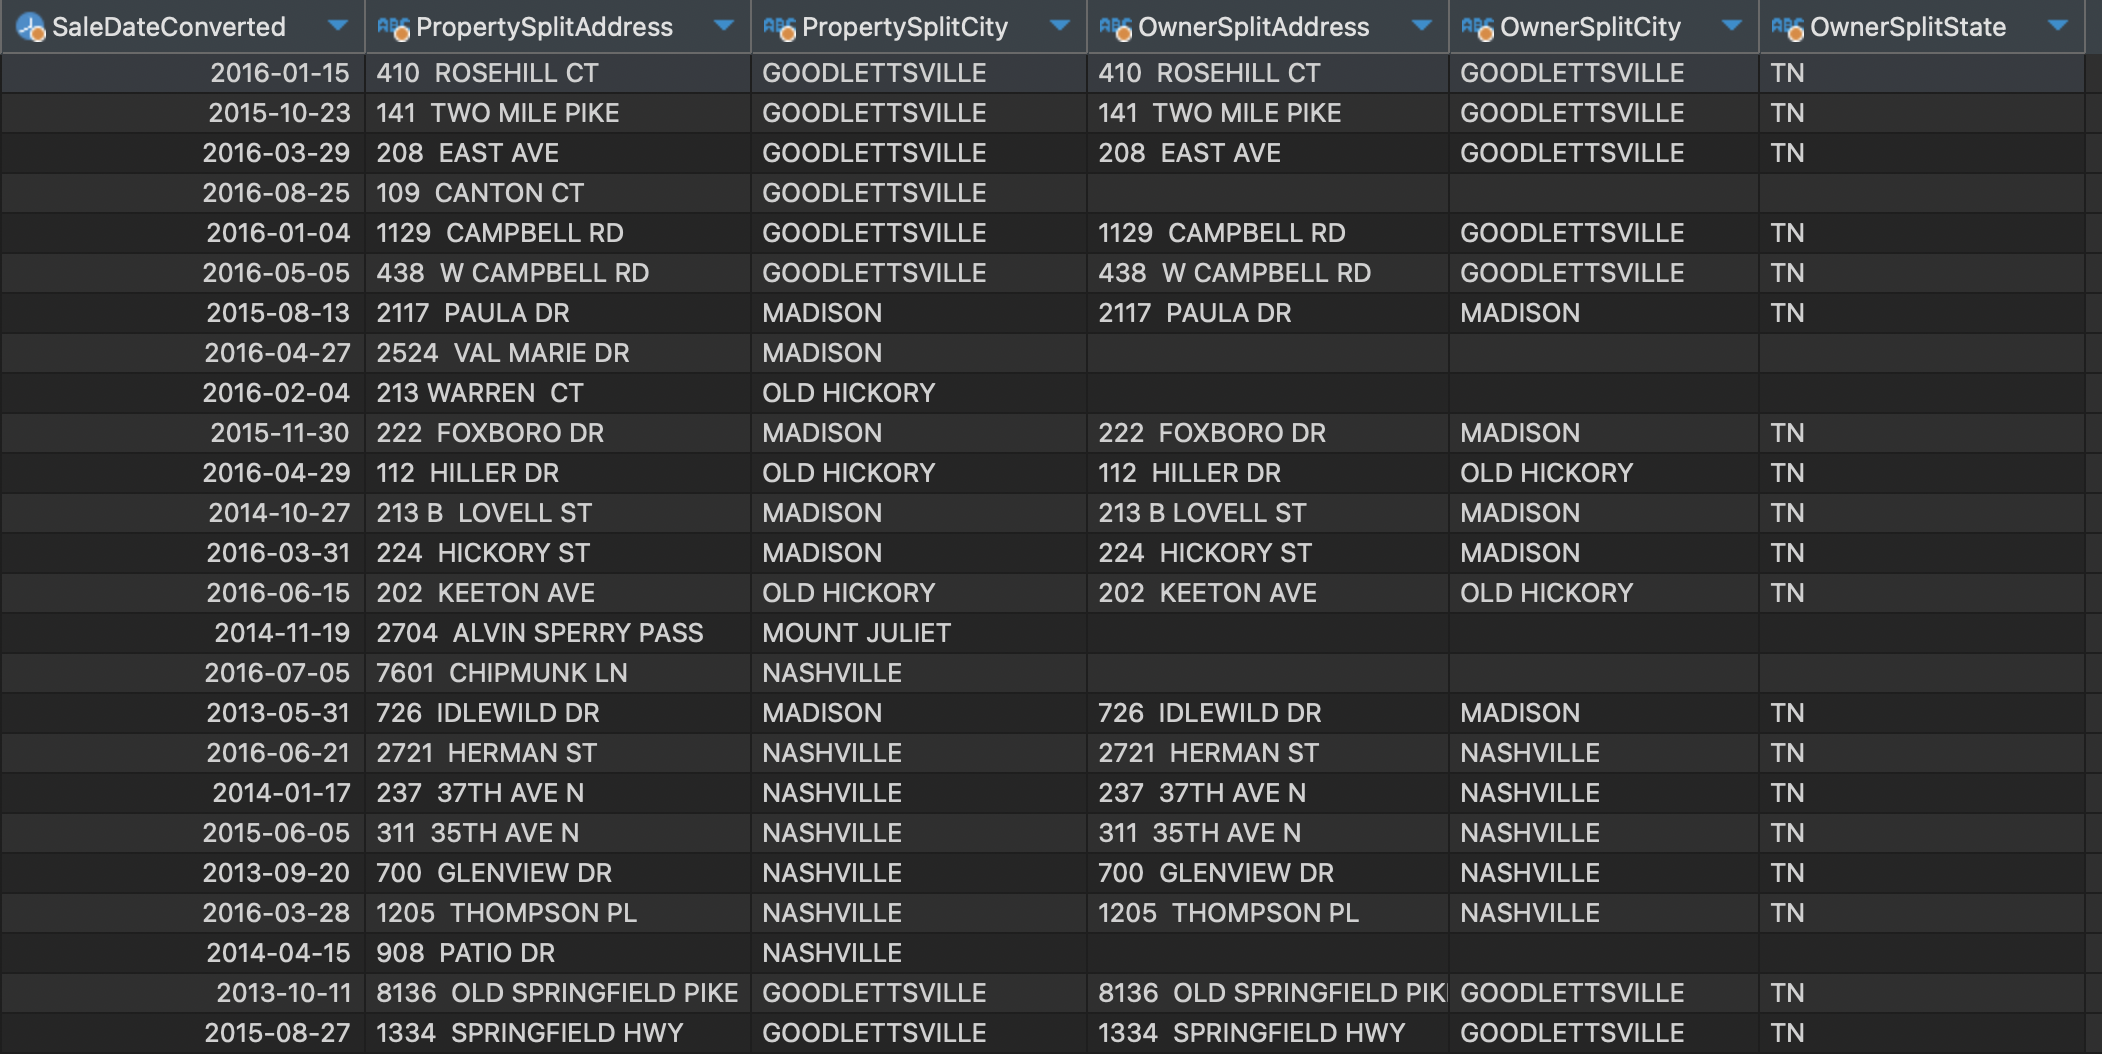 SaleDateConverted PropertySplitAddress PropertySplitCity OwnerSplitAddress OwnerSplitCity OwnerSplitState
2016-01-15 410  ROSEHILL CT GOODLETTSVILLE 410  ROSEHILL CT GOODLETTSVILLE TN
2015-10-23 141  TWO MILE PIKE GOODLETTSVILLE 141  TWO MILE PIKE GOODLETTSVILLE TN
2016-03-29 208  EAST AVE GOODLETTSVILLE 208  EAST AVE GOODLETTSVILLE TN
2016-08-25 109  CANTON CT GOODLETTSVILLE
2016-01-04 1129  CAMPBELL RD GOODLETTSVILLE 1129  CAMPBELL RD GOODLETTSVILLE TN
2016-05-05 438  W CAMPBELL RD GOODLETTSVILLE 438  W CAMPBELL RD GOODLETTSVILLE TN
2015-08-13 2117  PAULA DR MADISON 2117  PAULA DR MADISON TN
2016-04-27 2524  VAL MARIE DR MADISON
2016-02-04 213 WARREN  CT OLD HICKORY
2015-11-30 222  FOXBORO DR MADISON 222  FOXBORO DR MADISON TN
2016-04-29 112  HILLER DR OLD HICKORY 112  HILLER DR OLD HICKORY TN
2014-10-27 213 B  LOVELL ST MADISON 213 B LOVELL ST MADISON TN
2016-03-31 224  HICKORY ST MADISON 224  HICKORY ST MADISON TN
2016-06-15 202  KEETON AVE OLD HICKORY 202  KEETON AVE OLD HICKORY TN
2014-11-19 2704  ALVIN SPERRY PASS MOUNT JULIET
2016-07-05 7601  CHIPMUNK LN NASHVILLE
2013-05-31 726  IDLEWILD DR MADISON 726  IDLEWILD DR MADISON TN
2016-06-21 2721  HERMAN ST NASHVILLE 2721  HERMAN ST NASHVILLE TN
2014-01-17 237  37TH AVE N NASHVILLE 237  37TH AVE N NASHVILLE TN
2015-06-05 311  35TH AVE N NASHVILLE 311  35TH AVE N NASHVILLE TN
2013-09-20 700  GLENVIEW DR NASHVILLE 700  GLENVIEW DR NASHVILLE TN
2016-03-28 1205  THOMPSON PL NASHVILLE 1205  THOMPSON PL NASHVILLE TN
2014-04-15 908  PATIO DR NASHVILLE
2013-10-11 8136  OLD SPRINGFIELD PIKE GOODLETTSVILLE 8136  OLD SPRINGFIELD PIK GOODLETTSVILLE TN
2015-08-27 1334  SPRINGFIELD HWY GOODLETTSVILLE 1334  SPRINGFIELD HWY GOODLETTSVILLE TN